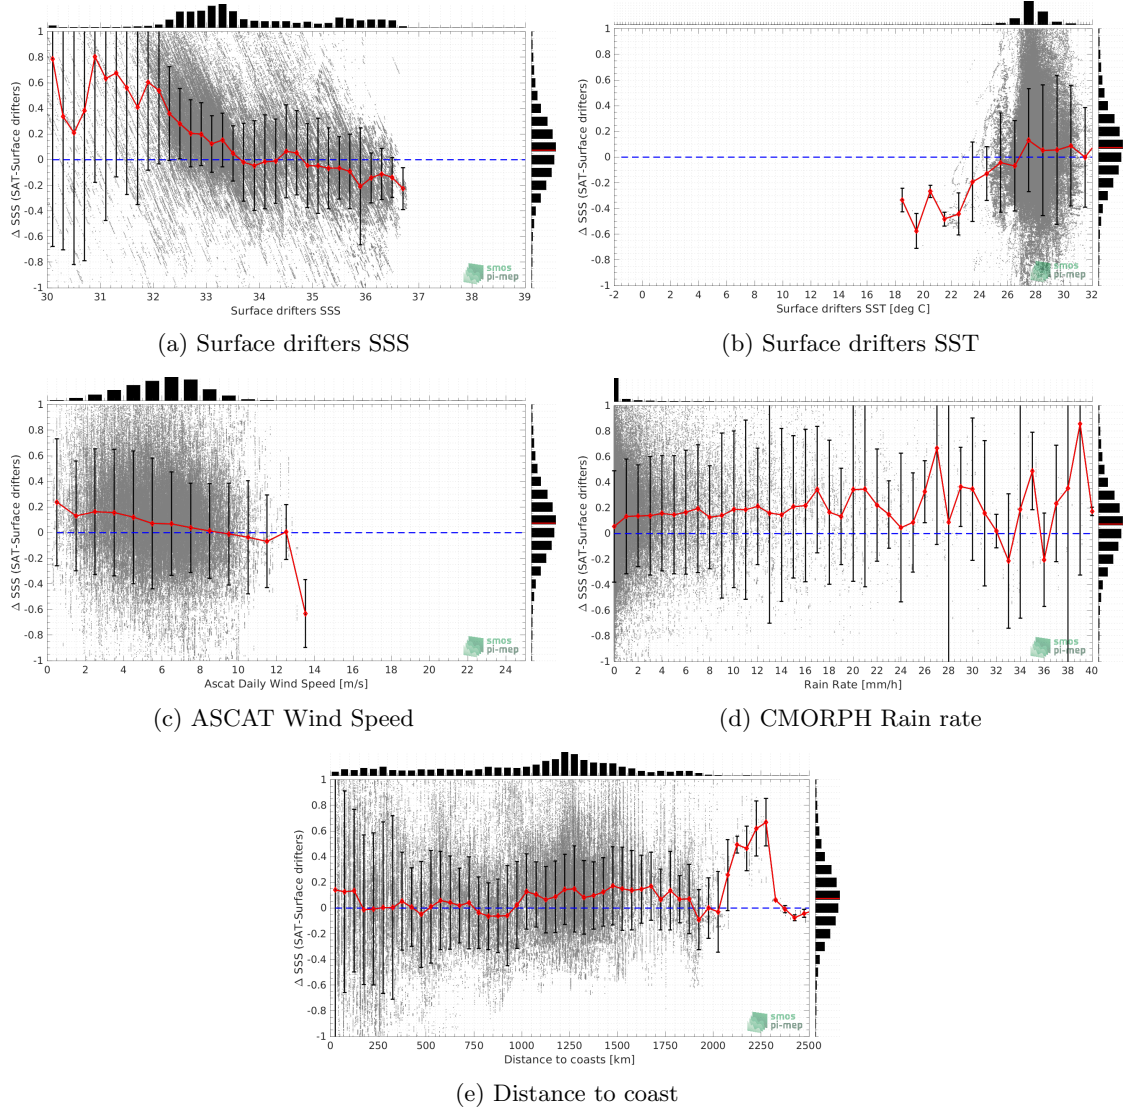 1
0.8
0.6
0.4
0.2
0
-0.2
-0.4
-0.6
-0.8
-1
Δ SSS (SAT-Surface drifters)
30 31 32 33 34 35 36 37 38 39
Surface drifters SSS
smos
pi-mep
(a) Surface drifters SSS
1
0.8
0.6
0.4
0.2
0
-0.2
-0.4
-0.6
-0.8
-1
Δ SSS (SAT-Surface drifters)
-2 0 2 4 6 8 10 12 14 16 18 20 22 24 26 28 30 32
Surface drifters SST [deg C]
smos
pi-mep
(b) Surface drifters SST
1
0.8
0.6
0.4
0.2
0
-0.2
-0.4
-0.6
-0.8
-1
Δ SSS (SAT-Surface drifters)
0 2 4 6 8 10 12 14 16 18 20 22 24
Ascat Daily Wind Speed [m/s]
smos
pi-mep
(c) ASCAT Wind Speed
1
0.8
0.6
0.4
0.2
0
-0.2
-0.4
-0.6
-0.8
-1
Δ SSS (SAT-Surface drifters)
0 2 4 6 8 10 12 14 16 18 20 22 24 26 28 30 32 34 36 38 40
Rain Rate [mm/h]
smos
pi-mep
(d) CMORPH Rain rate
1
0.8
0.6
0.4
0.2
0
-0.2
-0.4
-0.6
-0.8
-1
Δ SSS (SAT-Surface drifters)
0 250 500 750 1000 1250 1500 1750 2000 2250 2500
Distance to coasts [km]
smos
pi-mep
(e) Distance to coast